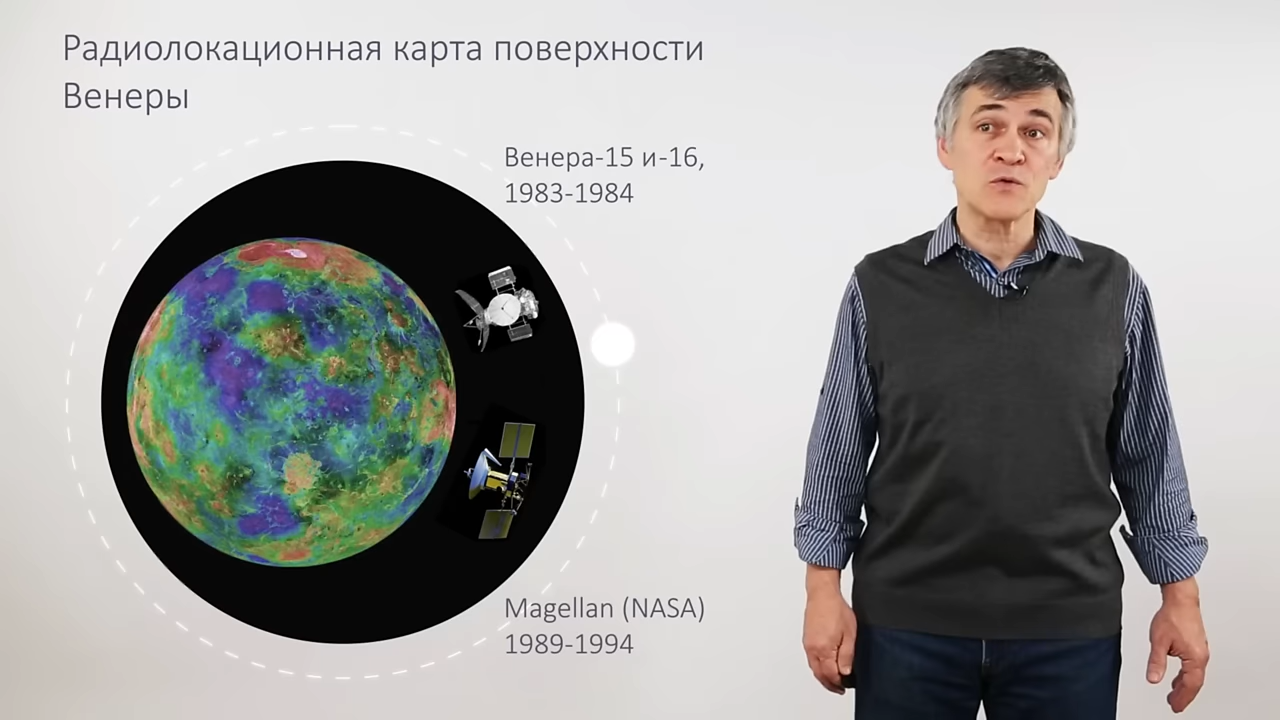 Радиолокационная карта поверхности
Венеры
Венера-15 и-16,
1983-1984
Magellan (NASA)
1989-1994